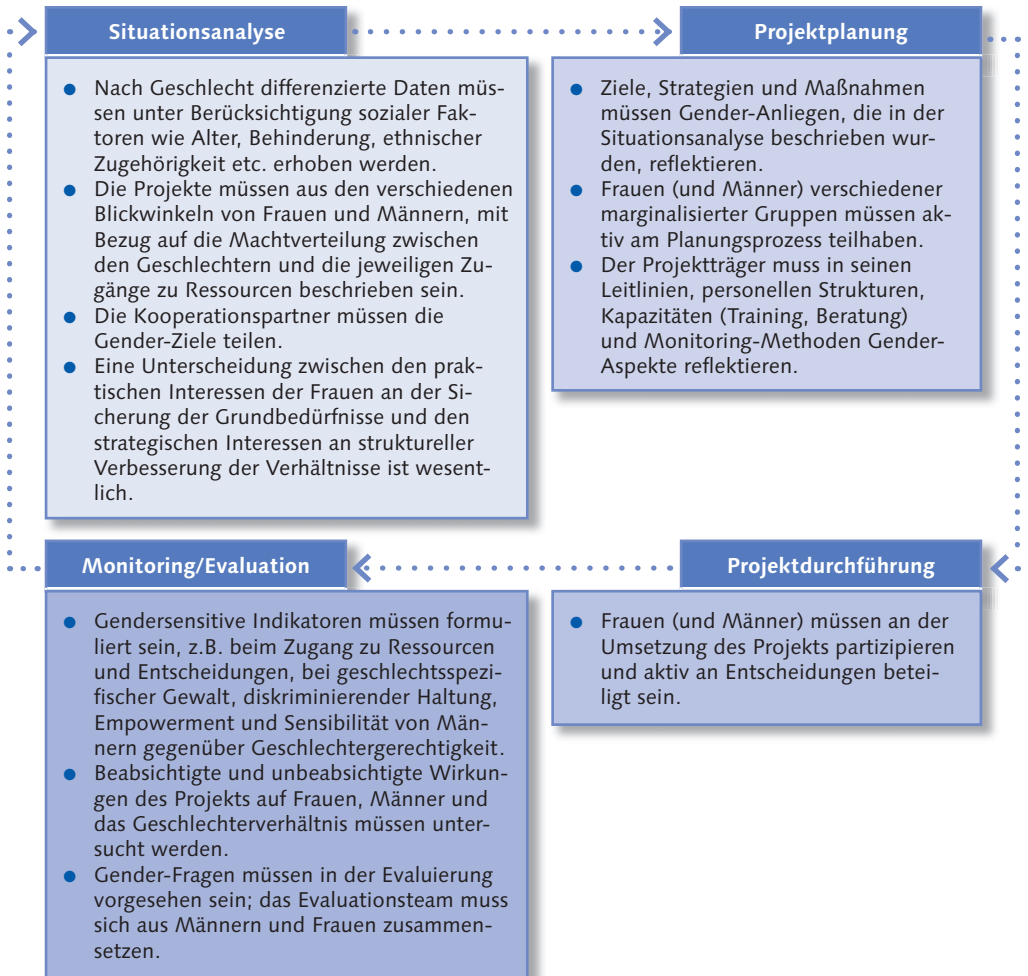 Situationsanalyse
Nach Geschlecht differenzierte Daten müs-
sen unter Berücksichtigung sozialer Fak-
toren wie Alter, Behinderung, ethnischer
Zugehörigkeit etc. erhoben werden.
Die Projekte müssen aus den verschiedenen
Blickwinkeln von Frauen und Männern, mit
Bezug auf die Machtverteilung zwischen
den Geschlechtern und die jeweiligen Zu-
gänge zu Ressourcen beschrieben sein.
Die Kooperationspartner müssen die
Gender-Ziele teilen.
Eine Unterscheidung zwischen den prak-
tischen Interessen der Frauen an der Si-
cherung der Grundbedürfnisse und den
strategischen Interessen an struktureller
Verbesserung der Verhältnisse ist wesent-
lich.
Projektplanung
Ziele, Strategien und Maßnahmen
müssen Gender-Anliegen, die in der
Situationsanalyse beschrieben wur-
den, reflektieren.
Frauen (und Männer) verschiedener
marginalisierter Gruppen müssen ak-
tiv am Planungsprozess teilhaben.
Der Projektträger muss in seinen
Leitlinien, personellen Strukturen,
Kapazitäten (Training, Beratung)
und Monitoring-Methoden Gender-
Aspekte reflektieren.
Projektdurchführung
Frauen (und Männer) müssen an der
Umsetzung des Projekts partizipieren
und aktiv an Entscheidungen betei-
ligt sein.
Monitoring/Evaluation
Gendersensitive Indikatoren müssen formu-
liert sein, z.B. beim Zugang zu Ressourcen
und Entscheidungen, bei geschlechtsspezi-
fischer Gewalt, diskriminierender Haltung,
Empowerment und Sensibilität von Män-
nern gegenüber Geschlechtergerechtigkeit.
Beabsichtigte und unbeabsichtigte Wirkun-
gen des Projekts auf Frauen, Männer und
das Geschlechterverhältnis müssen unter-
sucht werden.
Gender-Fragen müssen in der Evaluierung
vorgesehen sein; das Evaluationsteam muss
sich aus Männern und Frauen zusammen-
setzen.